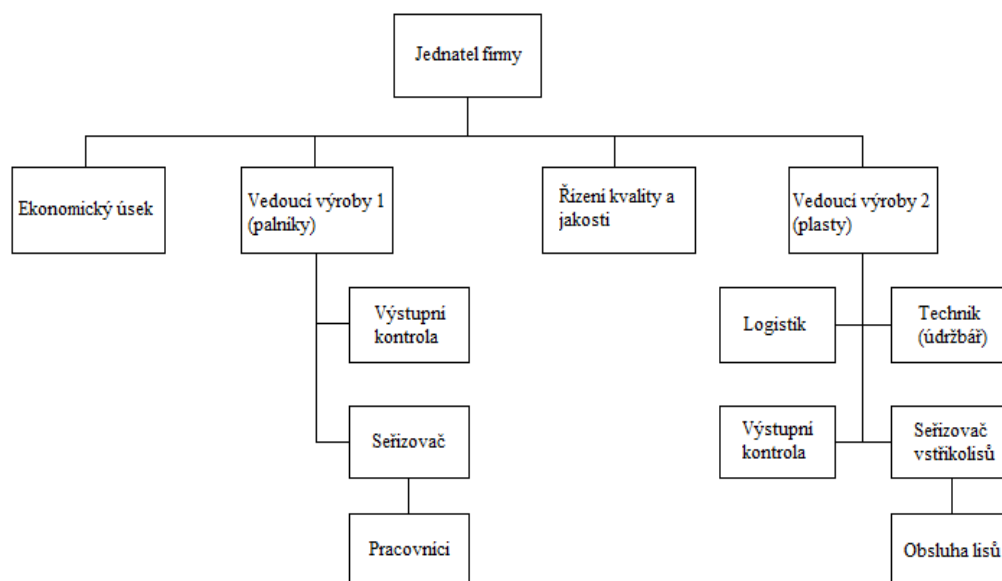 Jednatel firmy
Ekonomický úsek
Vedoucí výroby 1
(palníky)
Řízení kvality a
jakosti
Vedoucí výroby 2
(plasty)
Výstupní
kontrola
Logistik
Technik
(údržbář)
Seřizovač
Výstupní
kontrola
Seřizovač
vstřikolisů
Pracovníci
Obsluha lisů